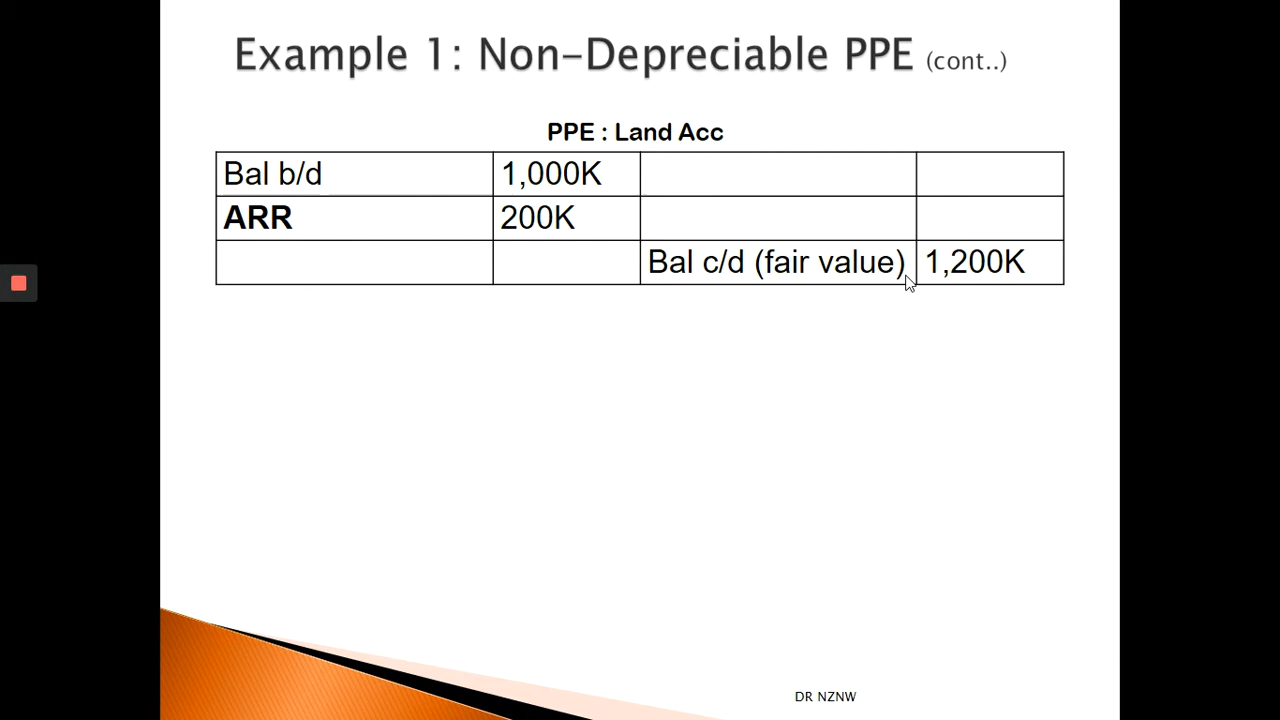 Example 1: Non-Depreciable PPE (cont..)
PPE : Land Acc
Bal b/d 1,000K
ARR 200K
Bal c/d (fair value) 1,200K
DR NZNW